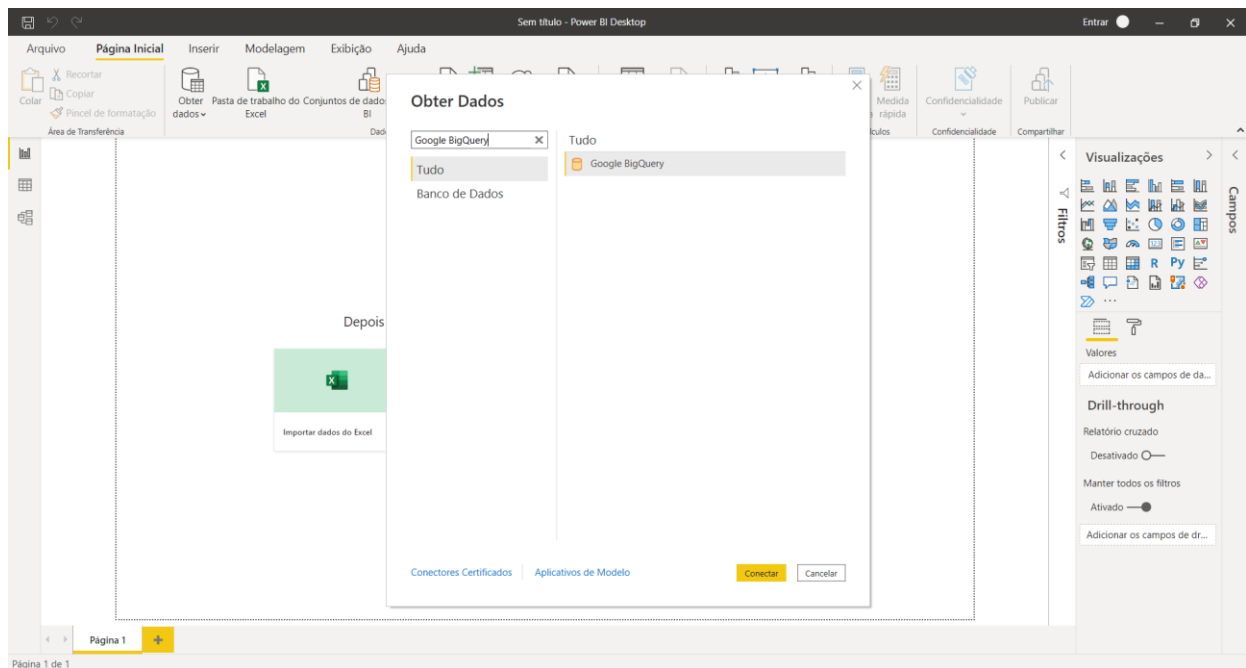 Sem título - Power BI Desktop
Entrar
Arquivo
Página Inicial
Inserir
Modelagem
Exibição
Ajuda
Colar
Recortar
Copiar
Pincel de formatação
Área de Transferência
Obter
dados
Pasta de trabalho do
Excel
Conjuntos de dado
BI
Dad
Medida
rápida
lculos
Confidencialidade
Confidencialidade
Publicar
Compartilhar
Obter Dados
Google BigQuery
Tudo
Banco de Dados
Tudo
Google BigQuery
Conectores Certificados
Aplicativos de Modelo
Conectar
Cancelar
Depois
Importar dados do Excel
Filtros
Visualizações
R
Py
Valores
Adicionar os campos de da...
Drill-through
Relatório cruzado
Desativado
Manter todos os filtros
Ativado
Adicionar os campos de dr...
Campos
Página 1
Página 1 de 1